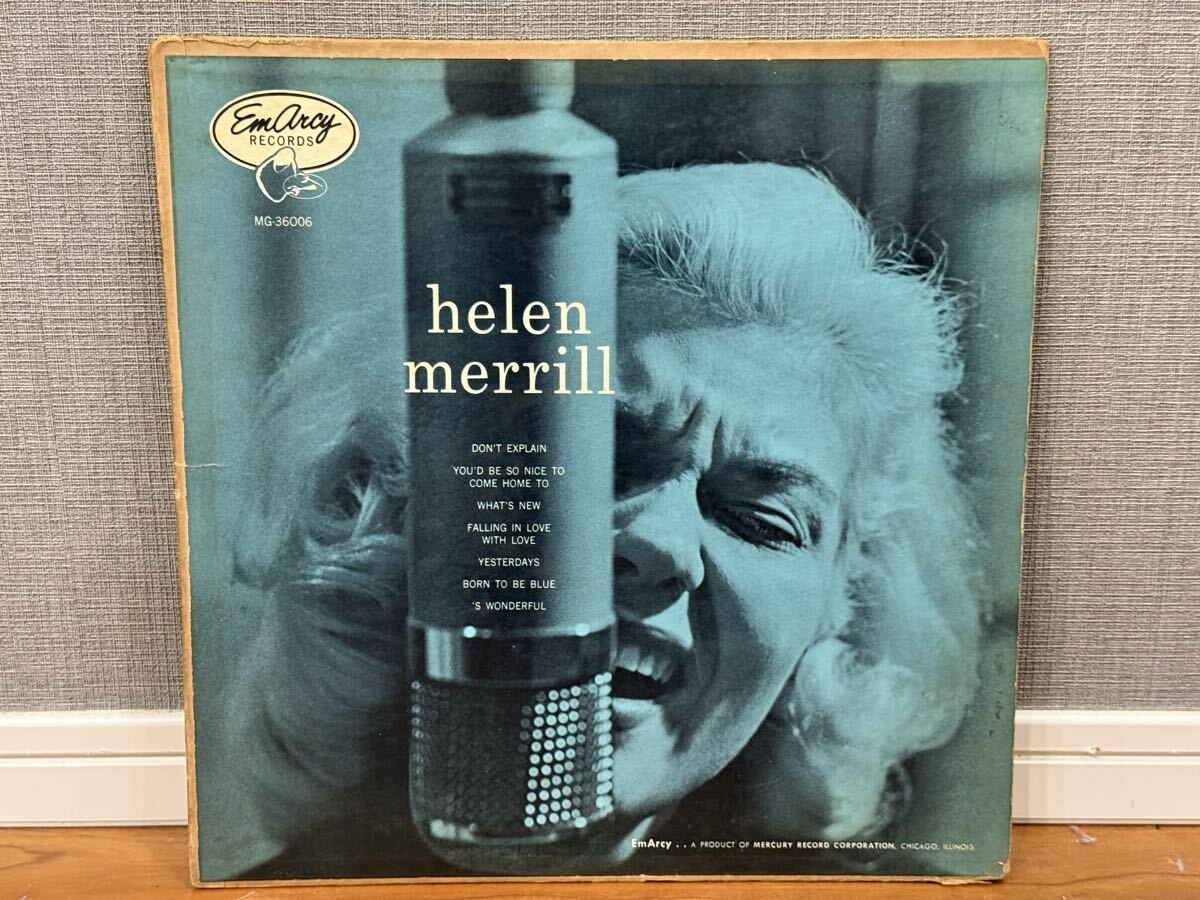 EmArcy
RECORDS
MG-36006
helen
merrill
DON'T EXPLAIN
YOU'D BE SO NICE TO
COME HOME TO
WHAT'S NEW
FALLING IN LOVE
WITH LOVE
YESTERDAYS
BORN TO BE BLUE
'S WONDERFUL
EmArcy . . A PRODUCT OF MERCURY RECORD CORPORATION, CHICAGO, ILLINOIS